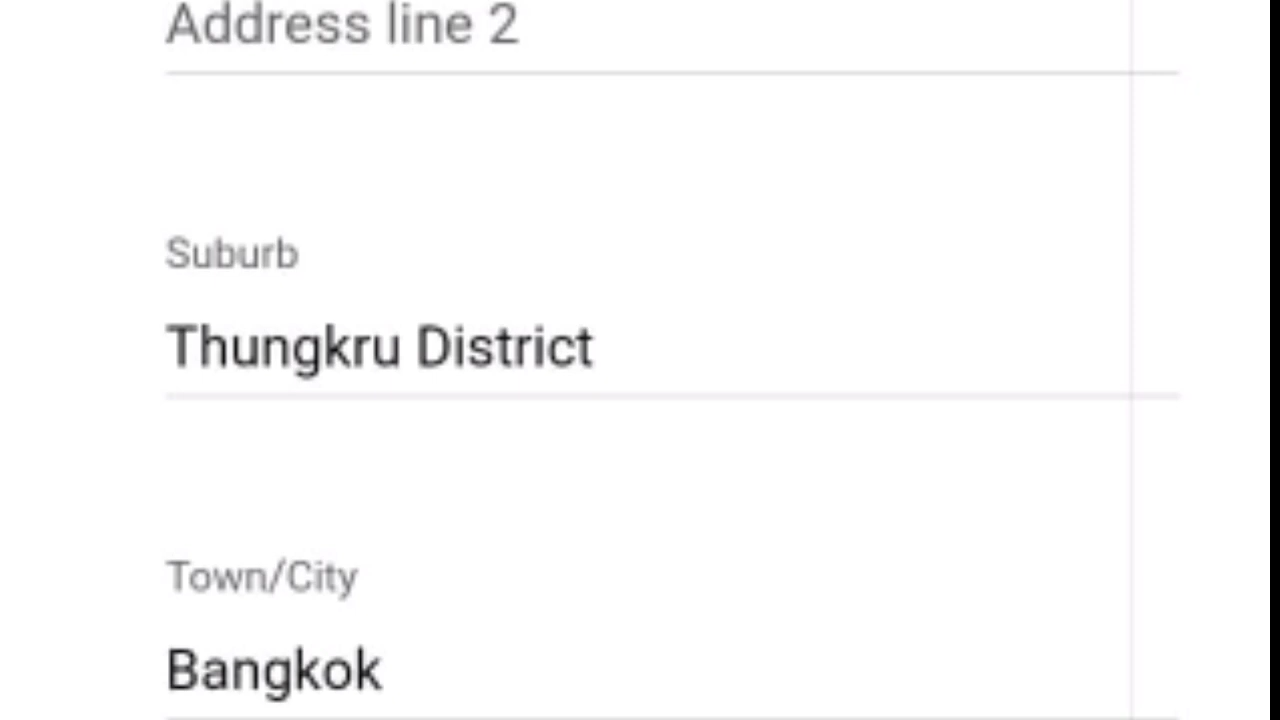 Address line 2
Suburb
Thungkru District
Town/City
Bangkok